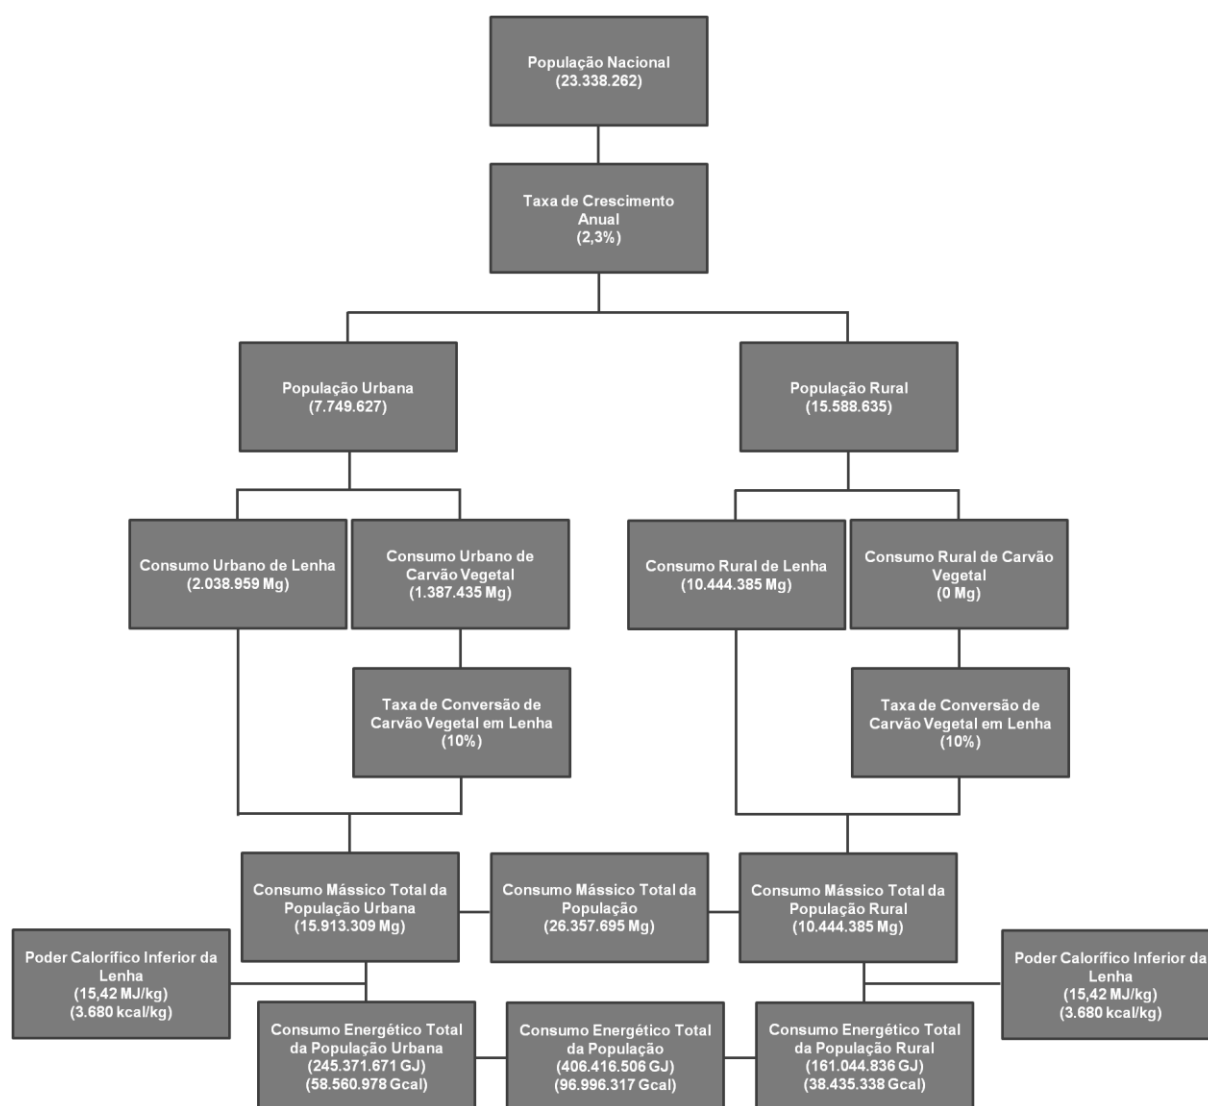 População Nacional
(23.338.262)
Taxa de Crescimento
Anual
(2,3%)
População Urbana
(7.749.627)
População Rural
(15.588.635)
Consumo Urbano de Lenha
(2.038.959 Mg)
Consumo Urbano de
Carvão Vegetal
(1.387.435 Mg)
Consumo Rural de Lenha
(10.444.385 Mg)
Consumo Rural de Carvão
Vegetal
(0 Mg)
Taxa de Conversão de
Carvão Vegetal em Lenha
(10%)
Taxa de Conversão de
Carvão Vegetal em Lenha
(10%)
Consumo Mássico Total da
População Urbana
(15.913.309 Mg)
Consumo Mássico Total da
População
(26.357.695 Mg)
Consumo Mássico Total da
População Rural
(10.444.385 Mg)
Poder Calorífico Inferior da
Lenha
(15,42 MJ/kg)
(3.680 kcal/kg)
Poder Calorífico Inferior da
Lenha
(15,42 MJ/kg)
(3.680 kcal/kg)
Consumo Energético Total
da População Urbana
(245.371.671 GJ)
(58.560.978 Gcal)
Consumo Energético Total
da População
(406.416.506 GJ)
(96.996.317 Gcal)
Consumo Energético Total
da População Rural
(161.044.836 GJ)
(38.435.338 Gcal)